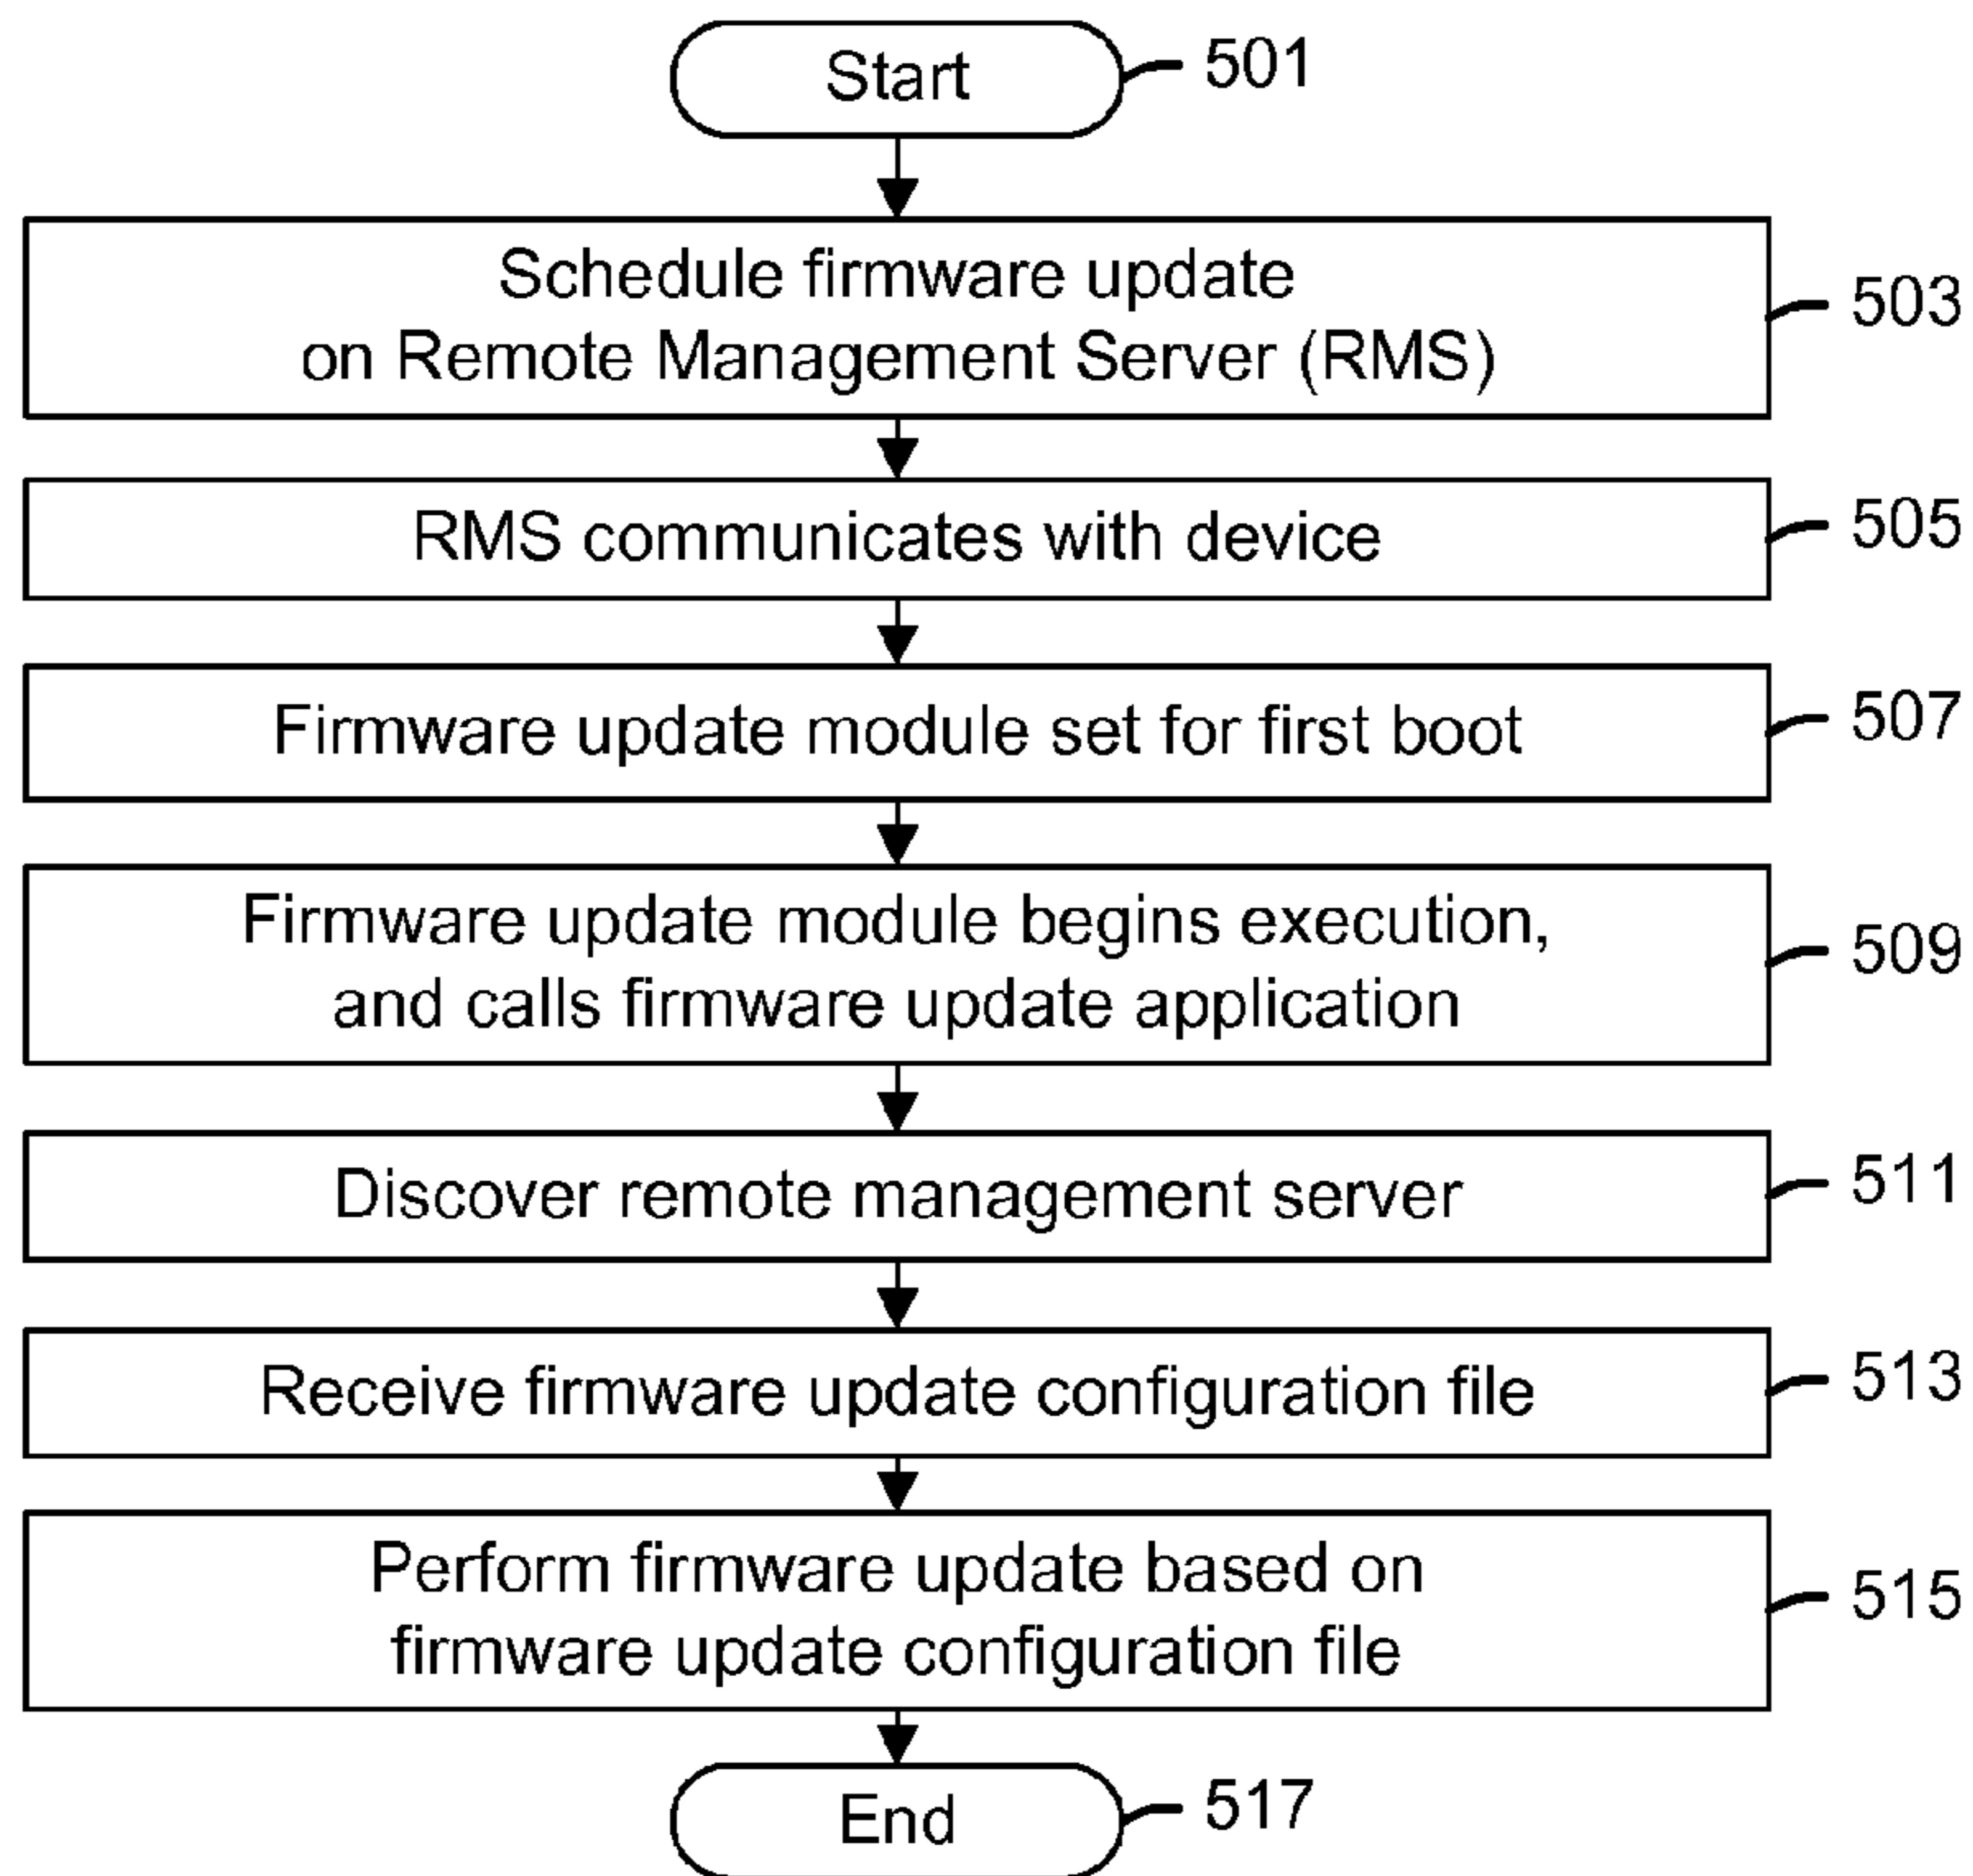 Start
501
Schedule firmware update
on Remote Management Server (RMS)
503
RMS communicates with device
505
Firmware update module set for first boot
507
Firmware update module begins execution,
and calls firmware update application
509
Discover remote management server
511
Receive firmware update configuration file
513
Perform firmware update based on
firmware update configuration file
515
End
517